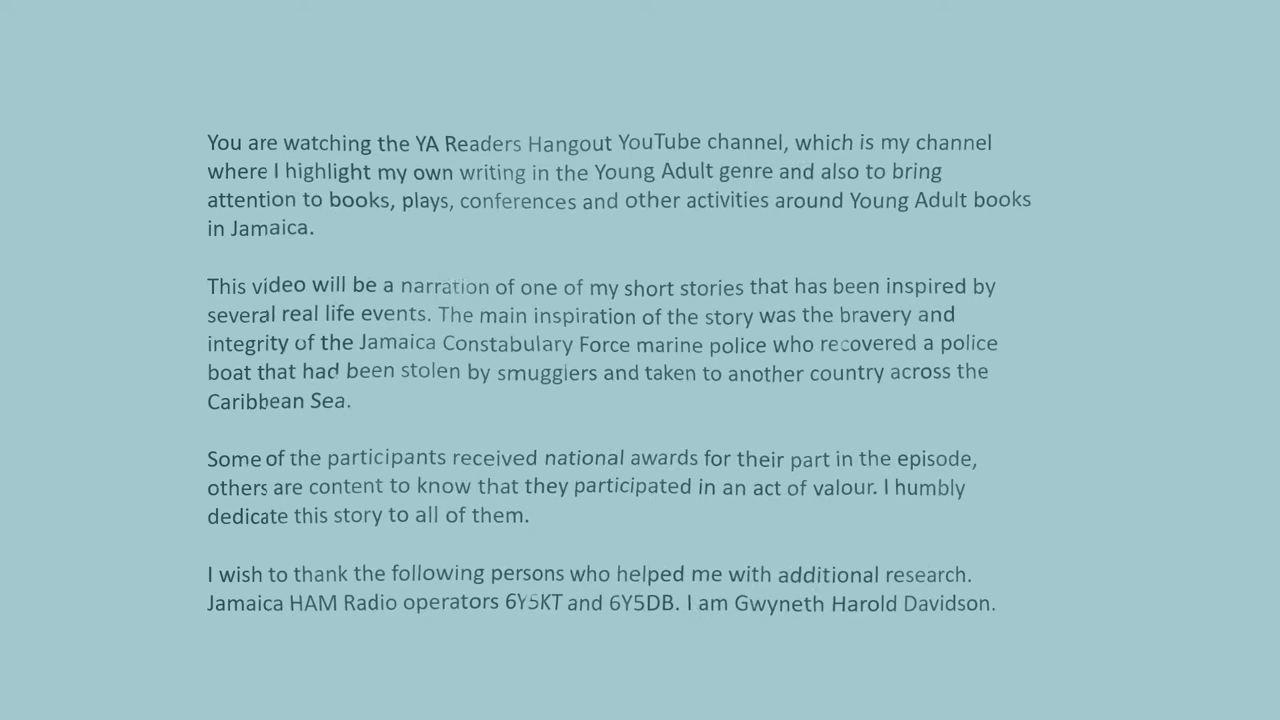 You are watching the YA Readers Hangout YouTube channel, which is my channel
where I highlight my own writing in the Young Adult genre and also to bring
attention to books, plays, conferences and other activities around Young Adult books
in Jamaica.
This video will be a narration of one of my short stories that has been inspired by
several real life events. The main inspiration of the story was the bravery and
integrity of the Jamaica Constabulary Force marine police who recovered a police
boat that had been stolen by smugglers and taken to another country across the
Caribbean Sea.
Some of the participants received national awards for their part in the episode,
others are content to know that they participated in an act of valour. I humbly
dedicate this story to all of them.
I wish to thank the following persons who helped me with additional research.
Jamaica HAM Radio operators 6Y5KT and 6Y5DB. I am Gwyneth Harold Davidson.